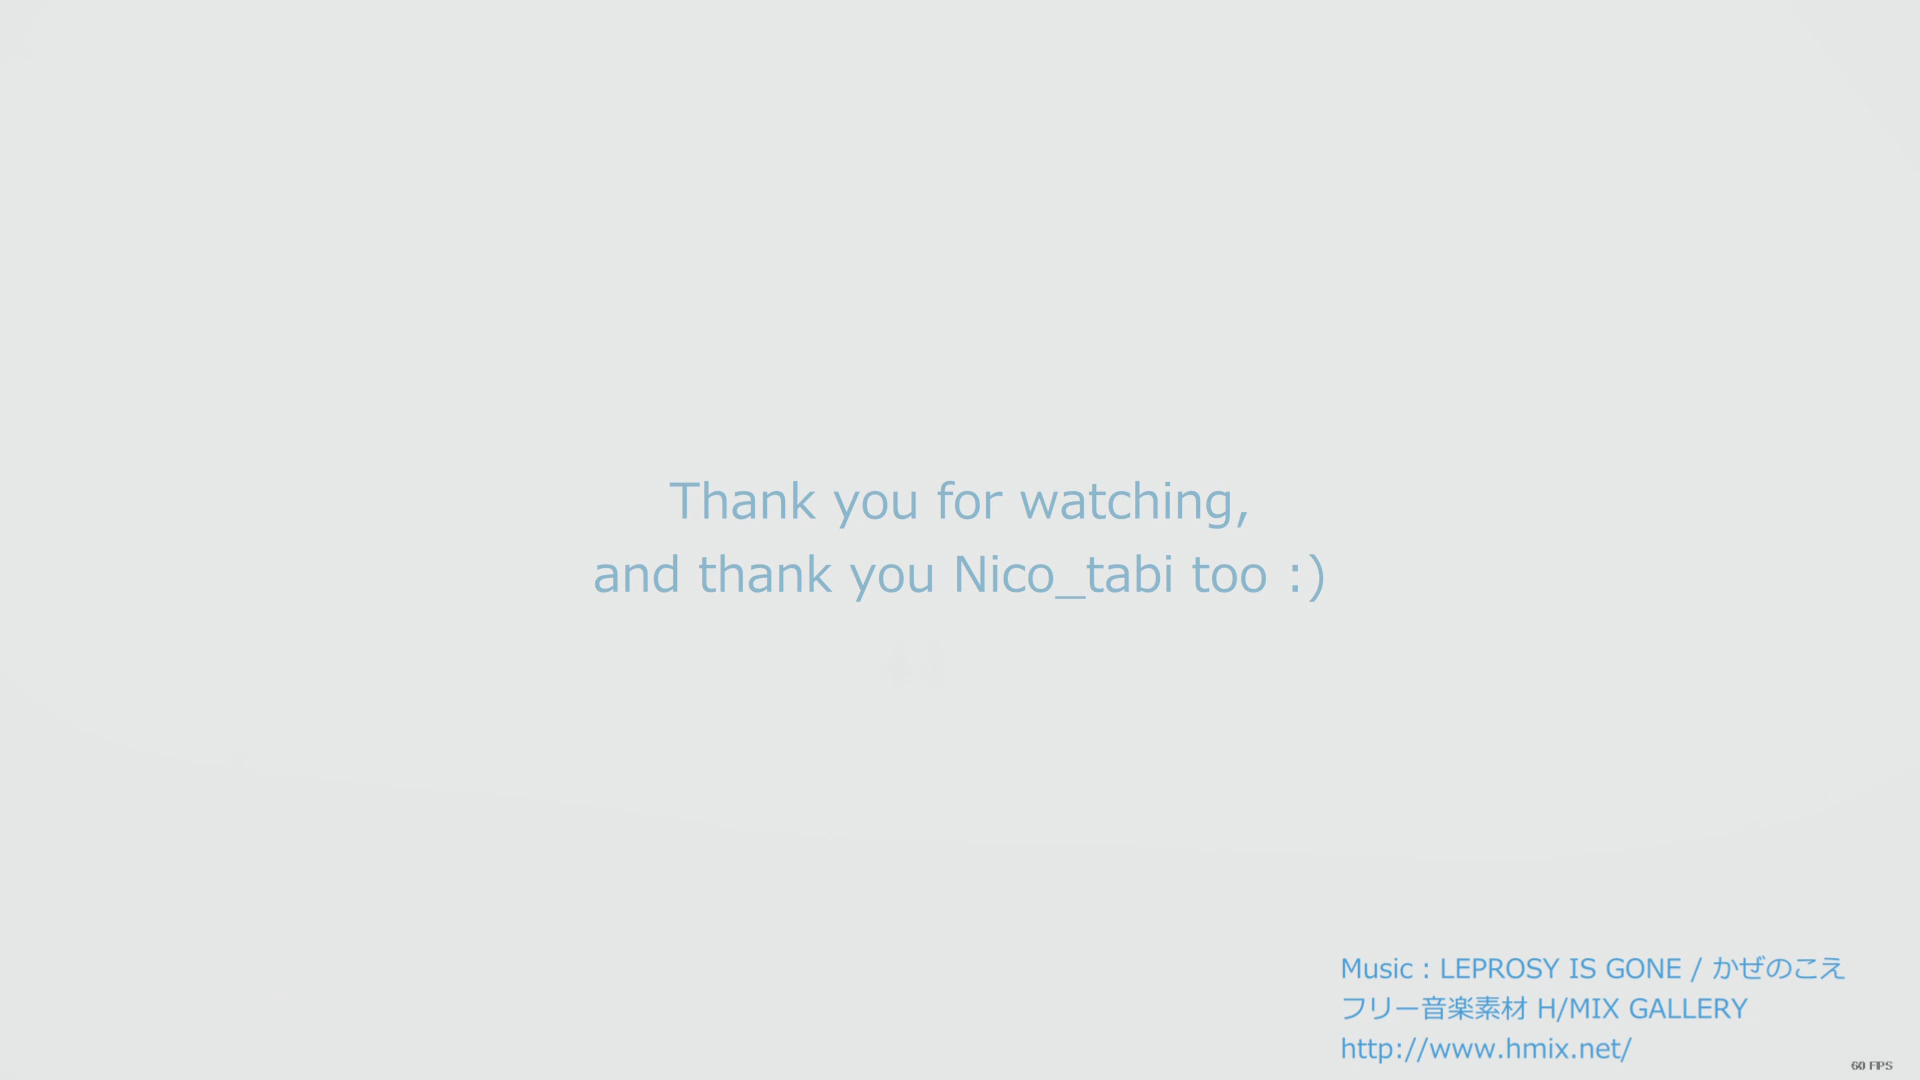 Thank you for watching,
and thank you Nico_tabi too :)
Music : LEPROSY IS GONE / かぜのこえ
フリー音楽素材 H/MIX GALLERY
http://www.hmix.net/
60 FPS